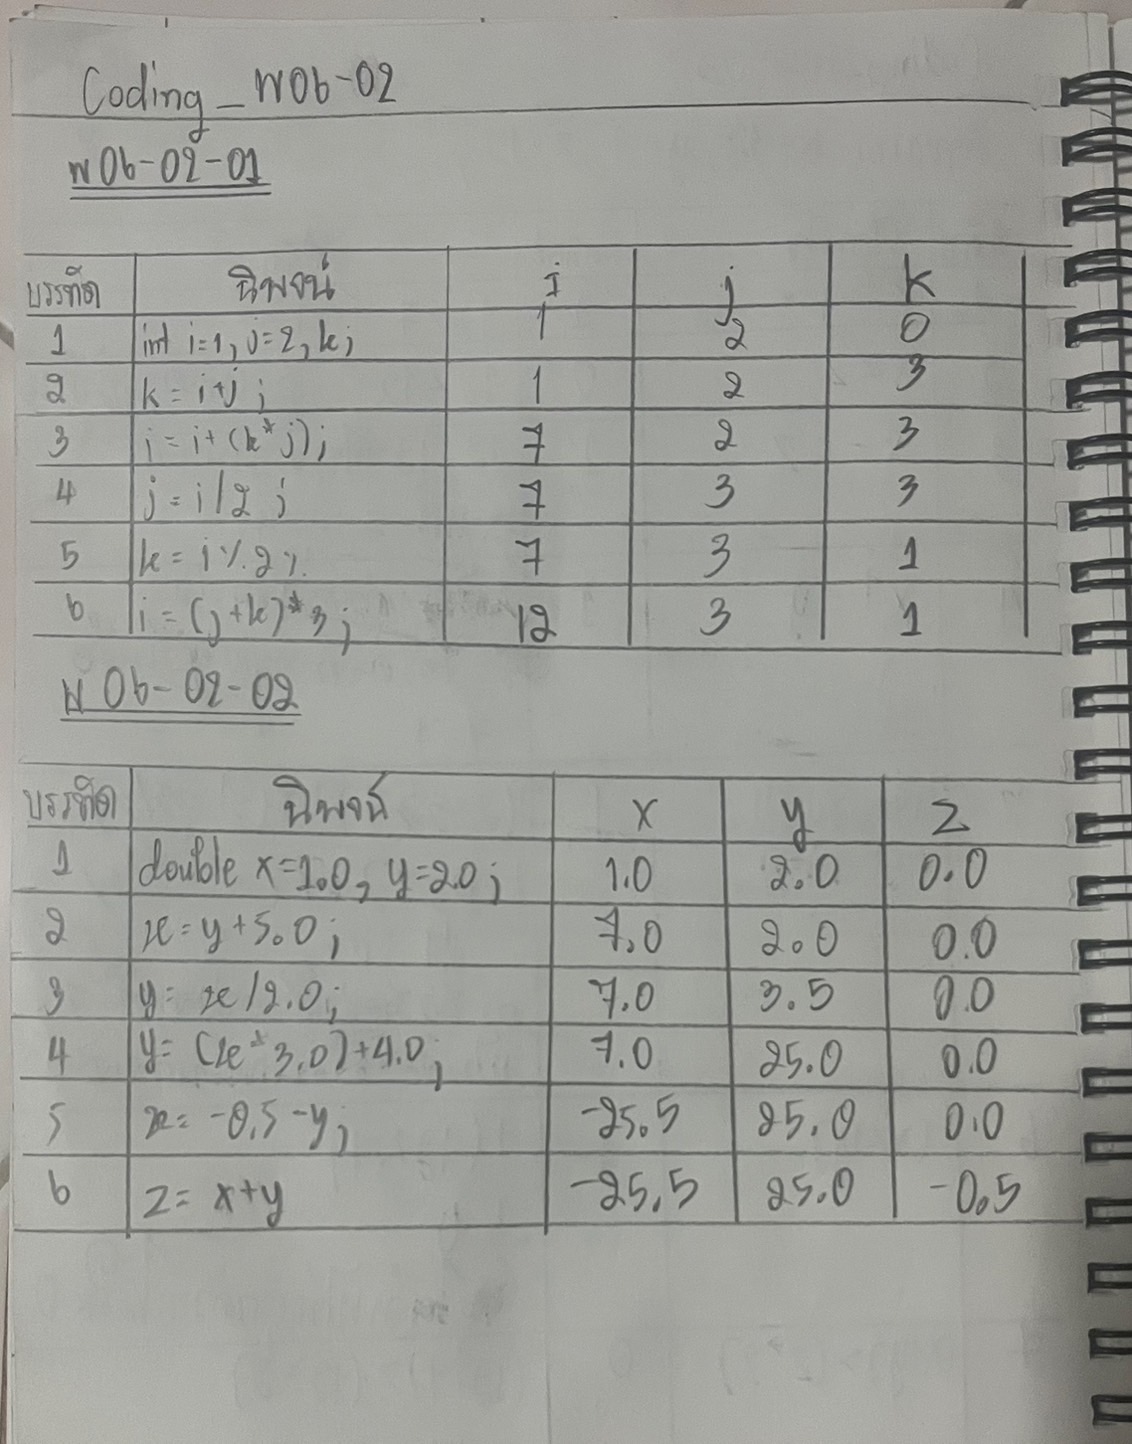 Coding_W06-02
W06-02-01
บรรทัด นิพจน์ i j k
1 int i=1, j=2, k; 1 2 0
2 k = i+j ; 1 2 3
3 i = i+(k*j); 7 2 3
4 j = i/2 ; 7 3 3
5 k = i%2%. 7 3 1
6 i = (j+k)*3 ; 12 3 1
W06-02-02
บรรทัด นิพจน์ X y Z
1 double x=1.0, y=2.0 ; 1.0 2.0 0.0
2 x = y+5.0 ; 7.0 2.0 0.0
3 y = x/2.0; 7.0 3.5 0.0
4 y = (x*3.0)+4.0; 7.0 25.0 0.0
5 x = -0.5-y; -25.5 25.0 0.0
6 z = x+y -25.5 25.0 -0.5